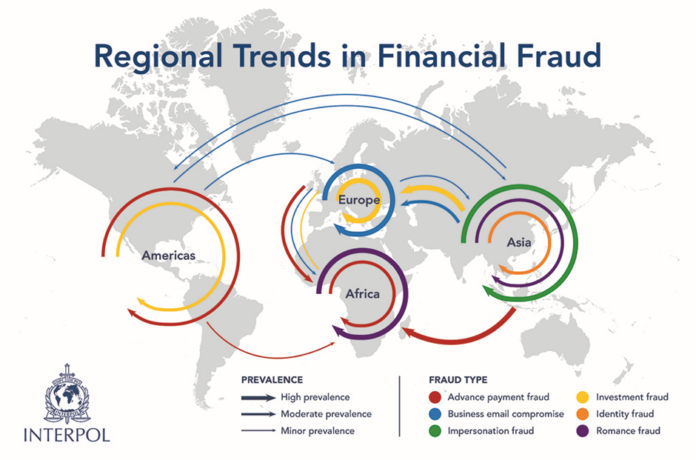 Regional Trends in Financial Fraud
Europe
Americas
Asia
Africa
PREVALENCE
High prevalence
Moderate prevalence
Minor prevalence
FRAUD TYPE
Advance payment fraud
Business email compromise
Impersonation fraud
Investment fraud
Identity fraud
Romance fraud
INTERPOL